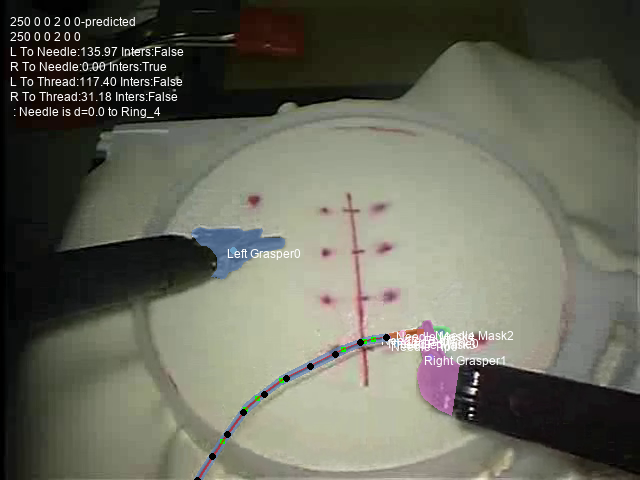 250 0 0 2 0 0-predicted
250 0 0 2 0 0
L To Needle:135.97 Inters:False
R To Needle:0.00 Inters:True
L To Thread:117.40 Inters:False
R To Thread:31.18 Inters:False
: Needle is d=0.0 to Ring_4
Left Grasper0
Needle Mask2
Right Grasper1